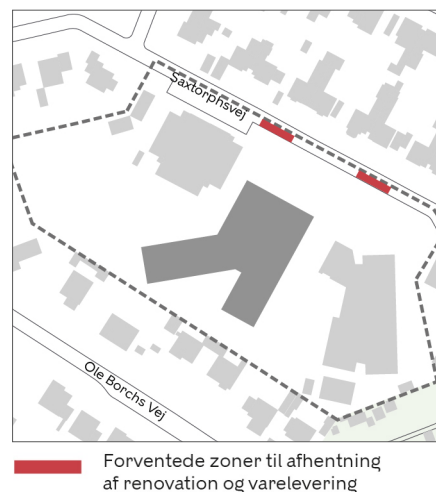 Saxtorphsvej
Ole Borchs Vej
Forventede zoner til afhentning
af renovation og varelevering